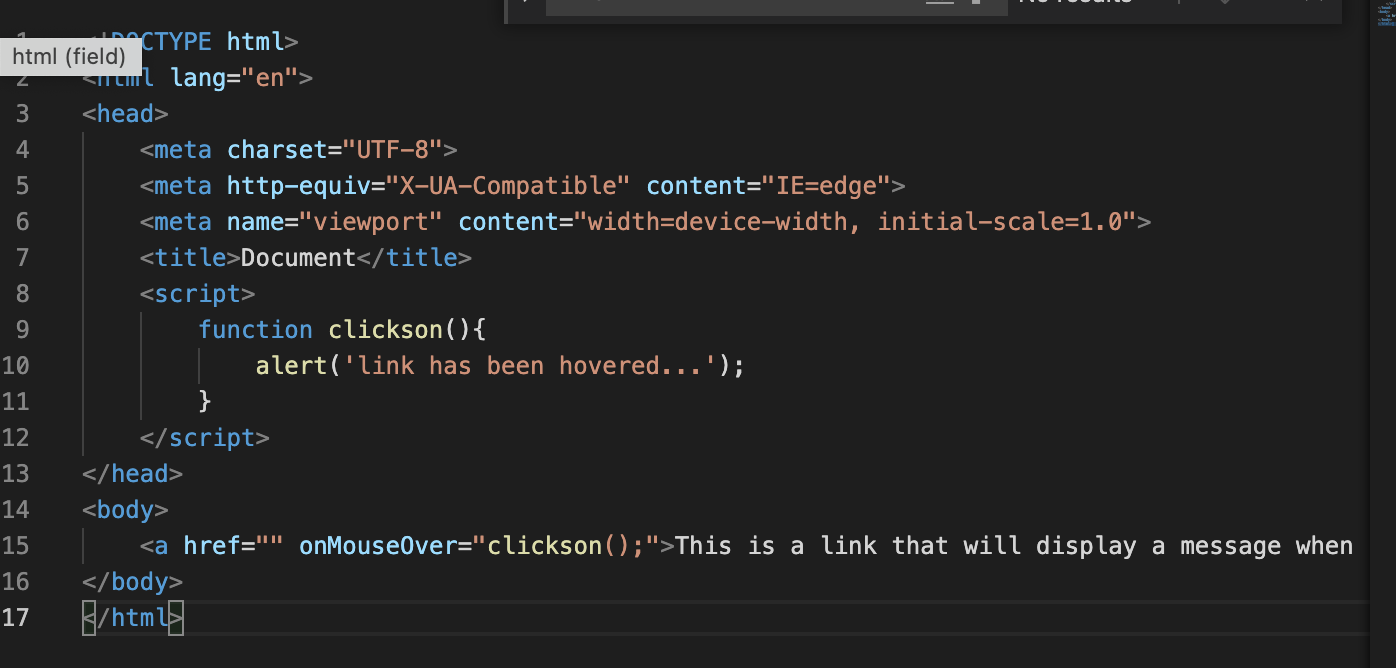 No results
1 <!DOCTYPE html>
html (field)
2 <html lang="en">
3 <head>
4 <meta charset="UTF-8">
5 <meta http-equiv="X-UA-Compatible" content="IE=edge">
6 <meta name="viewport" content="width=device-width, initial-scale=1.0">
7 <title>Document</title>
8 <script>
9 function clickson(){
10 alert('link has been hovered...');
11 }
12 </script>
13 </head>
14 <body>
15 <a href="" onMouseOver="clickson();">This is a link that will display a message when
16 </body>
17 </html>